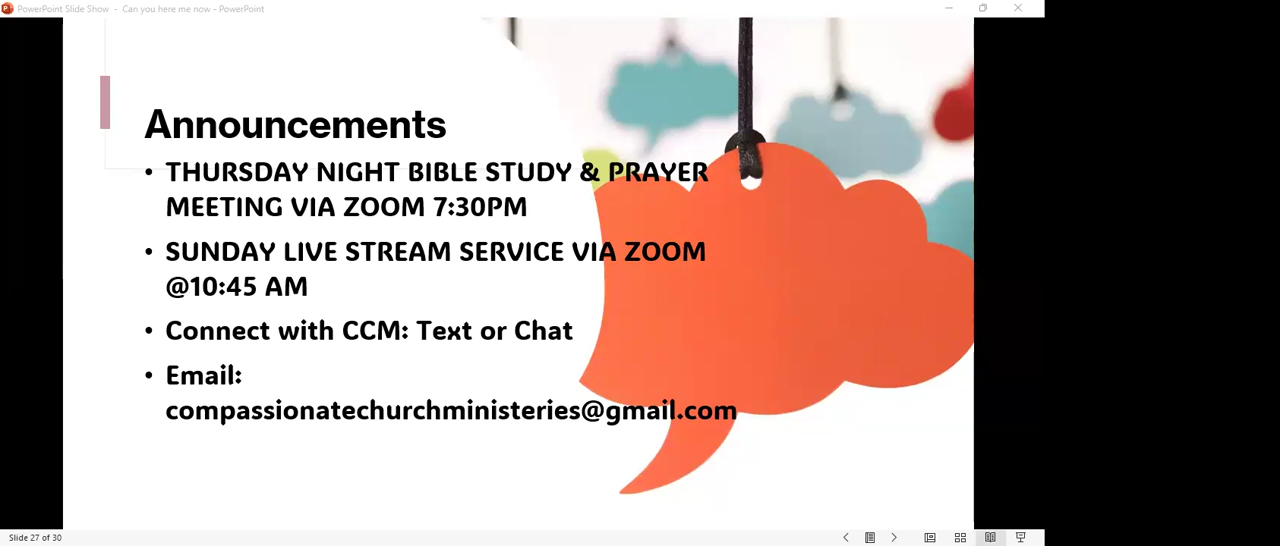 PowerPoint Slide Show - Can you here me now - PowerPoint
Announcements
• THURSDAY NIGHT BIBLE STUDY & PRAYER
MEETING VIA ZOOM 7:30PM
• SUNDAY LIVE STREAM SERVICE VIA ZOOM
@10:45 AM
• Connect with CCM: Text or Chat
• Email:
compassionatechurchministeries@gmail.com
Slide 27 of 30